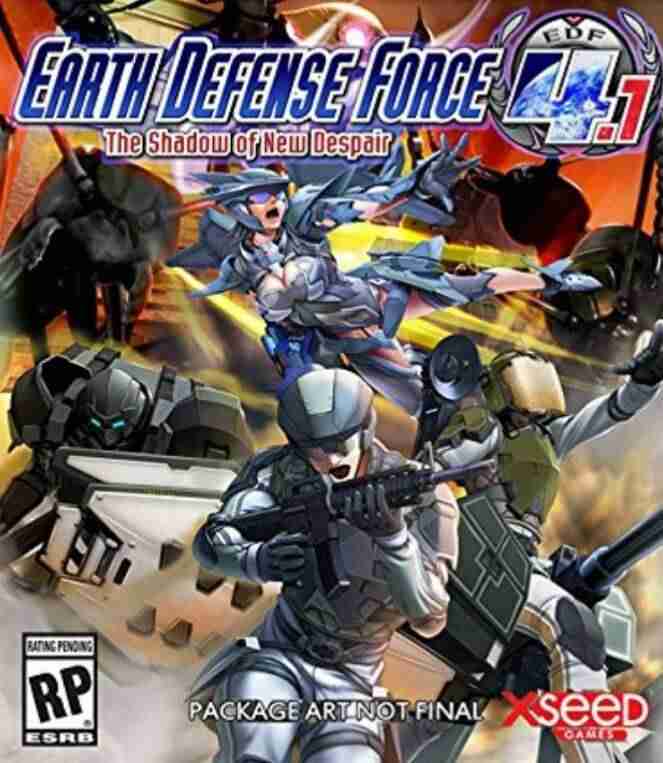 EDF
EARTH DEFENSE FORCE 4.1
The Shadow of New Despair
RATING PENDING
RP
®
ESRB
PACKAGE ART NOT FINAL
XSEED
GAMES